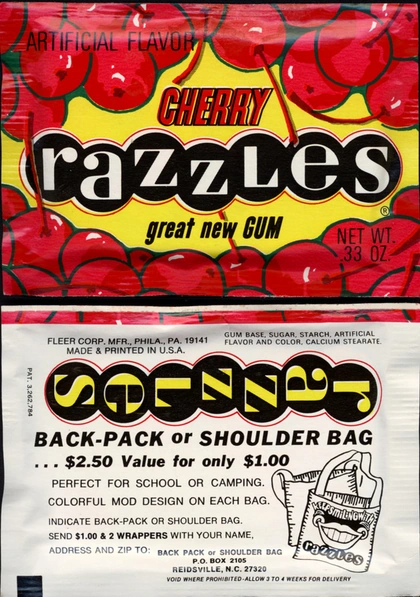 ARTIFICIAL FLAVOR
CHERRY
razzles
®
great new GUM
NET WT.
.33 OZ.
FLEER CORP. MFR., PHILA., PA. 19141
MADE & PRINTED IN U.S.A.
GUM BASE, SUGAR, STARCH, ARTIFICIAL
FLAVOR AND COLOR, CALCIUM STEARATE.
PAT. 3,262,784
razzles
BACK-PACK or SHOULDER BAG
... $2.50 Value for only $1.00
PERFECT FOR SCHOOL OR CAMPING.
COLORFUL MOD DESIGN ON EACH BAG.
INDICATE BACK-PACK OR SHOULDER BAG.
SEND $1.00 & 2 WRAPPERS WITH YOUR NAME,
ADDRESS AND ZIP TO: BACK PACK or SHOULDER BAG
P.O. BOX 2105
REIDSVILLE, N.C. 27320
VOID WHERE PROHIBITED-ALLOW 3 TO 4 WEEKS FOR DELIVERY
razzles